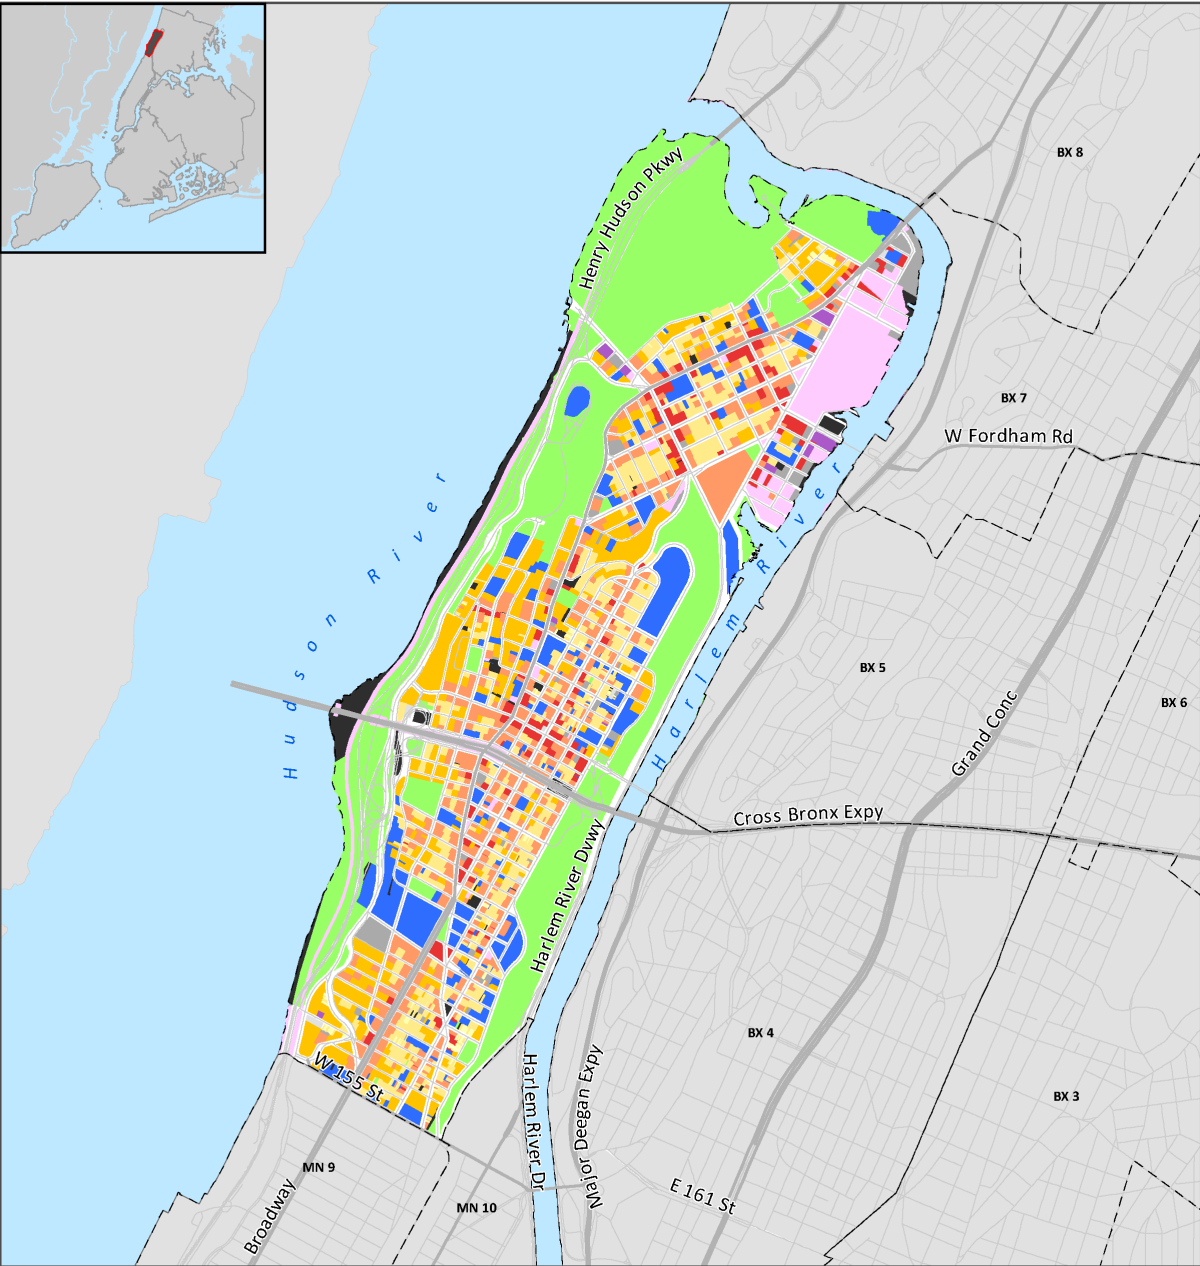 BX 8
Henry Hudson Pkwy
BX 7
W Fordham Rd
Hudson River
Harlem River
BX 5
BX 6
Grand Conc
Cross Bronx Expy
Harlem River Dvwy
BX 4
W 155 St
Harlem River Dr
Major Deegan Expy
BX 3
MN 9
E 161 St
MN 10
Broadway